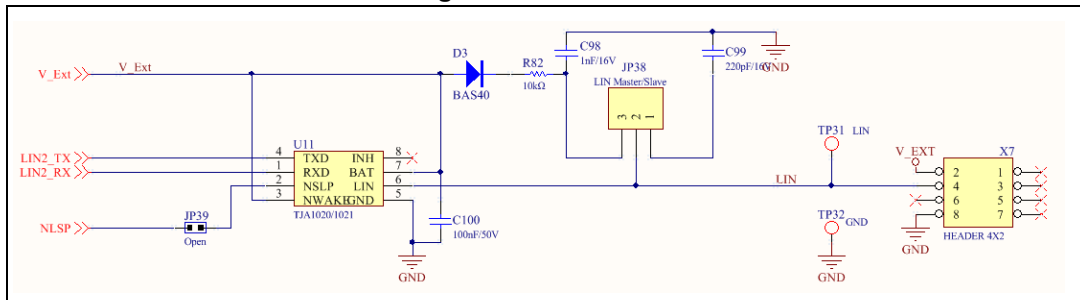 C98
1nF/16V
C99
220pF/16V
GND
D3
BAS40
R82
10kΩ
JP38
LIN Master/Slave
3 2 1
V_Ext
V_Ext
U11
LIN2_TX
4 TXD INH 8
LIN2_RX
1 RXD BAT 7
2 NSLP LIN 6
3 NWAKE GND 5
TJA1020/1021
JP39
NLSP
Open
C100
100nF/50V
GND
LIN
TP31 LIN
TP32 GND
GND
V_EXT
X7
2 1
4 3
6 5
8 7
GND
HEADER 4X2